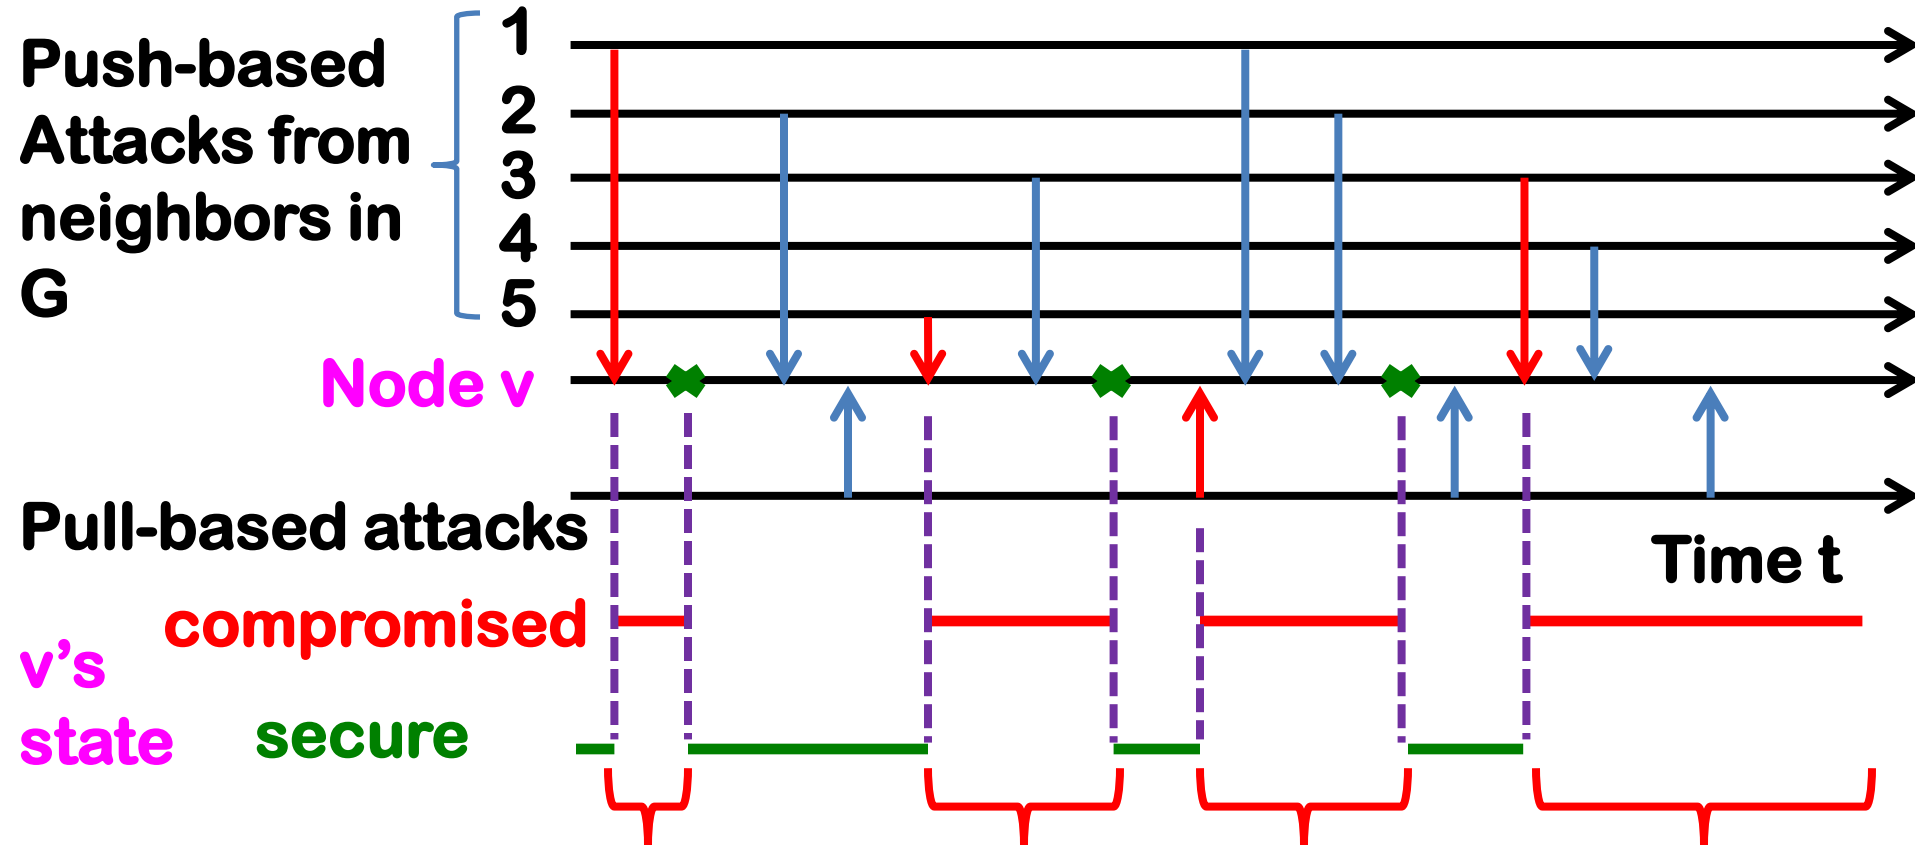 1
Push-based
2
Attacks from
3
neighbors in
4
G
5
Node v
Pull-based attacks
Time t
compromised
v's
state
secure